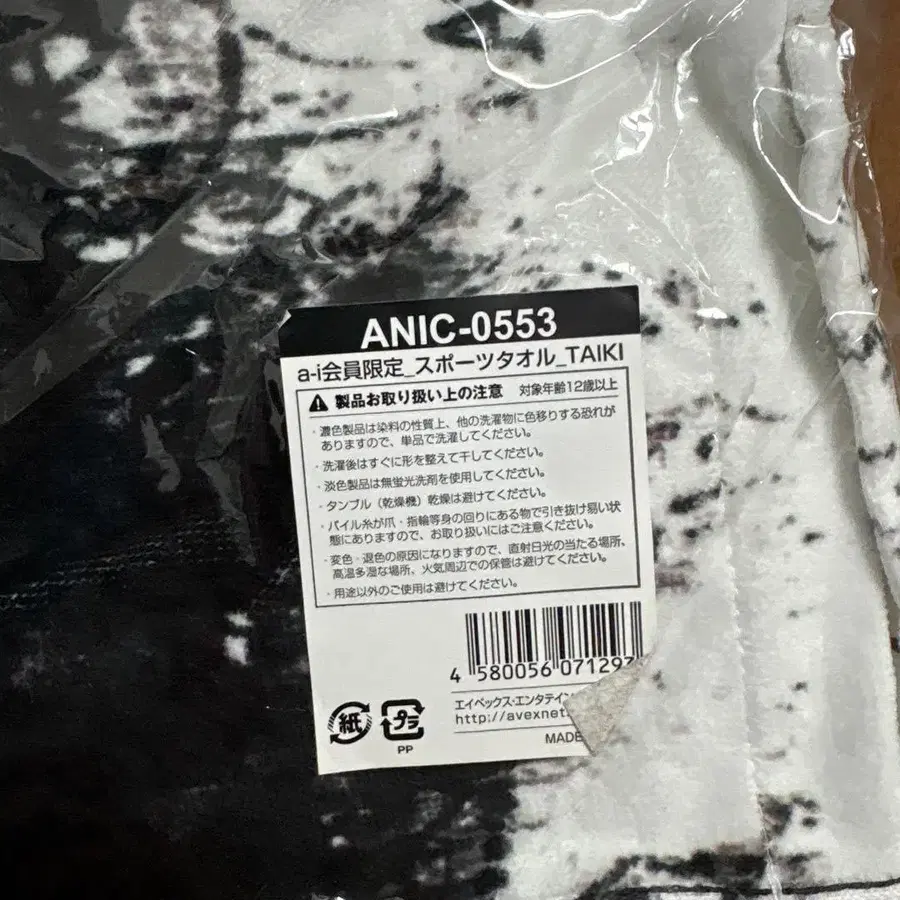 ANIC-0553
a-i会員限定_スポーツタオル_TAIKI
製品お取り扱い上の注意 対象年齢12歳以上
・濃色製品は染料の性質上、他の洗濯物に色移りする恐れが
ありますので、単品で洗濯してください。
・洗濯後はすぐに形を整えて干してください。
・淡色製品は無蛍光洗剤を使用してください。
・タンブル(乾燥機)乾燥は避けてください。
・パイル糸が爪・指輪等身の回りにある物で引き抜け易い状
態にありますので、お取り扱いにはご注意ください。
・変色・退色の原因になりますので、直射日光の当たる場所、
高温多湿な場所、火気周辺での保管は避けてください。
・用途以外のご使用は避けてください。
4 580056 071297
エイベックス・エンタテイン
http://avexnet
MADE
紙
プラ
PP